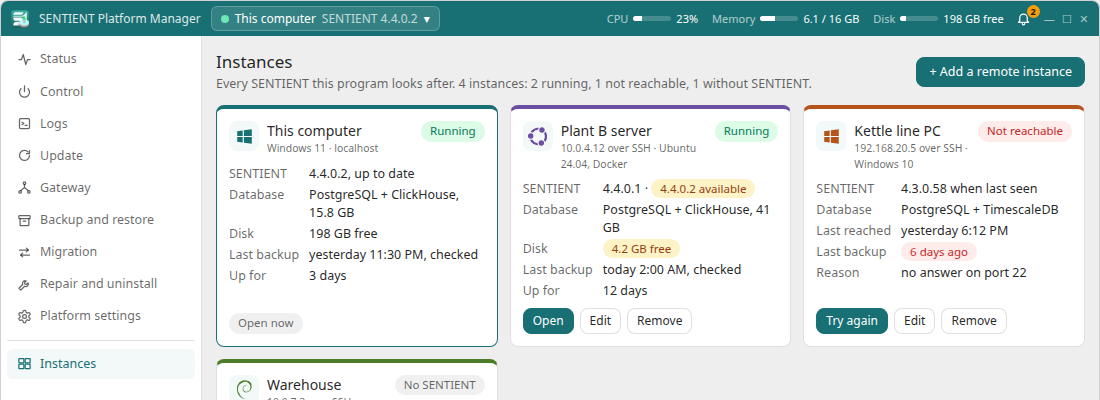 SENTIENT Platform Manager
This computer SENTIENT 4.4.0.2 ▾
CPU 23%
Memory 6.1 / 16 GB
Disk 198 GB free
2
Status
Control
Logs
Update
Gateway
Backup and restore
Migration
Repair and uninstall
Platform settings
Instances
Instances
Every SENTIENT this program looks after. 4 instances: 2 running, 1 not reachable, 1 without SENTIENT.
+ Add a remote instance
This computer
Running
Windows 11 · localhost
SENTIENT 4.4.0.2, up to date
Database PostgreSQL + ClickHouse,
15.8 GB
Disk 198 GB free
Last backup yesterday 11:30 PM, checked
Up for 3 days
Open now
Plant B server
Running
10.0.4.12 over SSH · Ubuntu
24.04, Docker
SENTIENT 4.4.0.1 · 4.4.0.2 available
Database PostgreSQL + ClickHouse, 41
GB
Disk 4.2 GB free
Last backup today 2:00 AM, checked
Up for 12 days
Open Edit Remove
Kettle line PC
Not reachable
192.168.20.5 over SSH ·
Windows 10
SENTIENT 4.3.0.58 when last seen
Database PostgreSQL + TimescaleDB
Last reached yesterday 6:12 PM
Last backup 6 days ago
Reason no answer on port 22
Try again Edit Remove
Warehouse
No SENTIENT